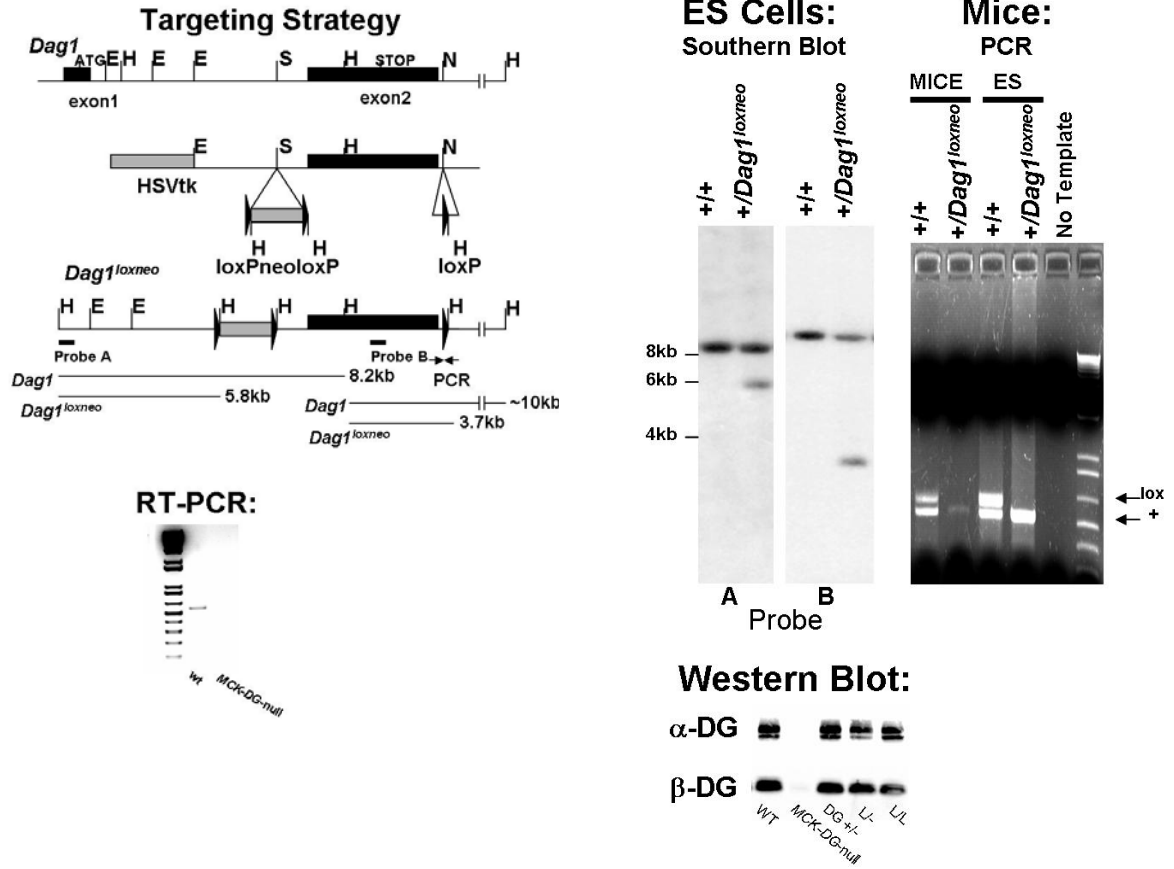 Targeting Strategy
Dag1
ATG E H E E S H STOP N H
exon1 exon2
E S H N
HSVtk
H H H
loxPneoloxP loxP
Dag1loxneo
H E E H H H H H
Probe A Probe B PCR
Dag1 8.2kb
Dag1loxneo 5.8kb
Dag1 ~10kb
Dag1loxneo 3.7kb
RT-PCR:
wt MCK-DG-null
ES Cells:
Southern Blot
+/+ +/Dag1loxneo +/+ +/Dag1loxneo
8kb
6kb
4kb
A B
Probe
Mice:
PCR
MICE ES
+/+ +/Dag1loxneo +/+ +/Dag1loxneo No Template
lox
+
Western Blot:
α-DG
β-DG
WT MCK-DG-null DG +/- L/- L/L